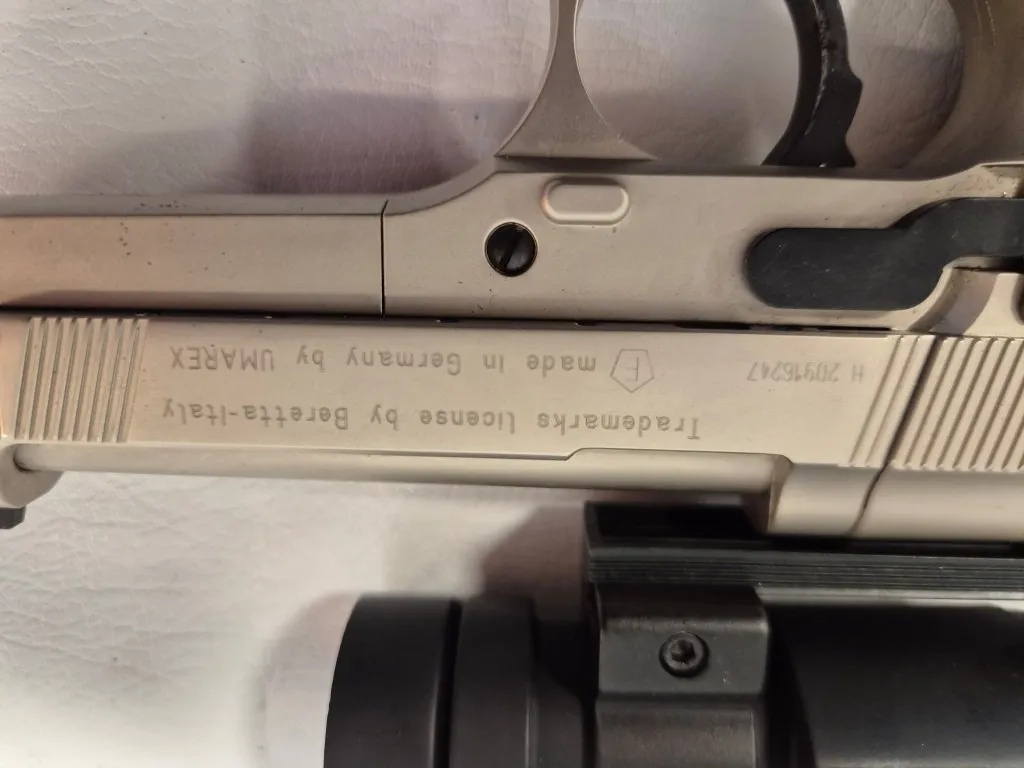 Trademarks License by Beretta-Italy
H 20916247 F made in Germany by UMAREX